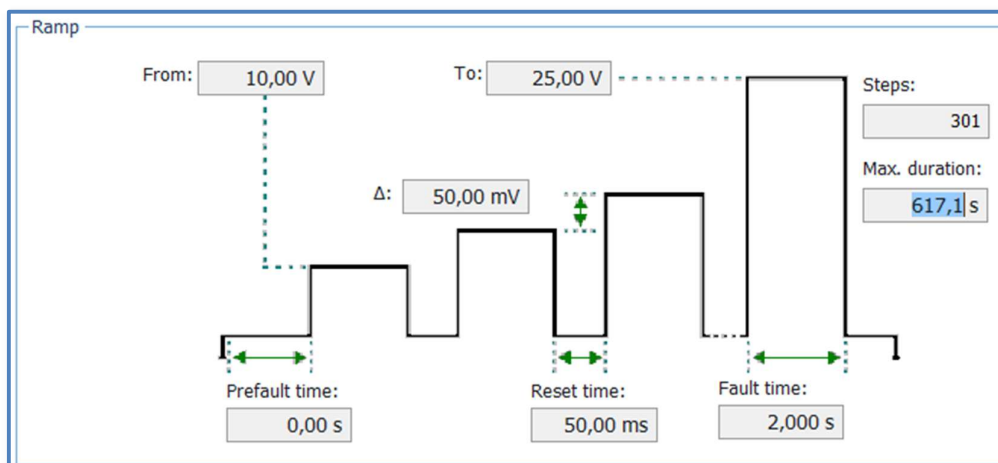 Ramp
From: 10,00 V To: 25,00 V
Steps:
301
Max. duration:
617,1 s
Δ: 50,00 mV
Prefault time: Reset time: Fault time:
0,00 s 50,00 ms 2,000 s